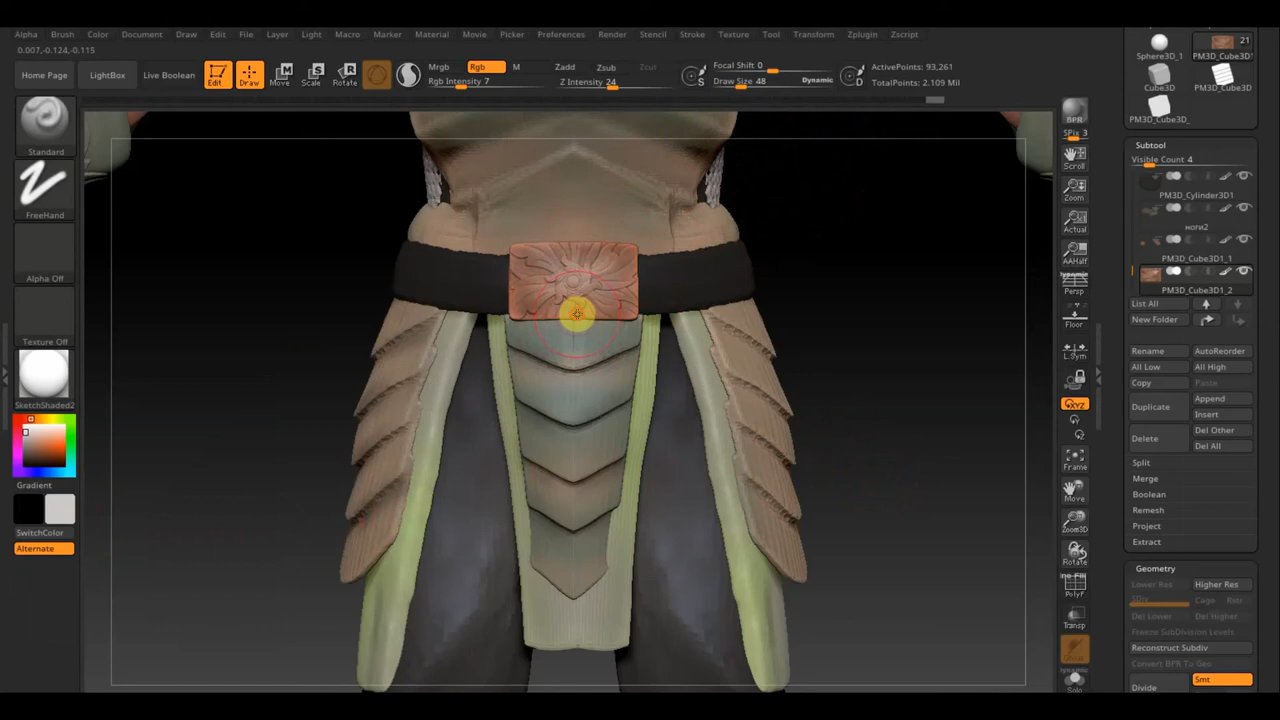 Alpha Brush Color Document Draw Edit File Layer Light Macro Marker Material Movie Picker Preferences Render Stencil Stroke Texture Tool Transform Zplugin Zscript
0.007,-0.124,-0.115
Home Page
LightBox
Live Boolean
Edit
Draw
Move
Scale
Rotate
Mrgb
Rgb
M
Rgb Intensity 7
Zadd
Zsub
Zcut
Z Intensity 24
Focal Shift 0
Draw Size 48
Dynamic
ActivePoints: 93,261
TotalPoints: 2.109 Mil
Standard
FreeHand
Alpha Off
Texture Off
SketchShaded2
Gradient
SwitchColor
Alternate
BPR
SPix 3
Scroll
Zoom
Actual
AAHalf
Dynamic
Persp
Floor
L.Sym
XYZ
Frame
Move
Zoom3D
Rotate
PolyF
Transp
Ghost
Solo
Sphere3D_1
21
PM3D_Cube3D1
Cube3D
PM3D_Cube3D
PM3D_Cube3D_
Subtool
Visible Count 4
PM3D_Cylinder3D1
ноги2
PM3D_Cube3D1_1
PM3D_Cube3D1_2
List All
New Folder
Rename
AutoReorder
All Low
All High
Copy
Paste
Duplicate
Append
Insert
Delete
Del Other
Del All
Split
Merge
Boolean
Remesh
Project
Extract
Geometry
Lower Res
Higher Res
SDiv
Cage
Rstr
Del Lower
Del Higher
Freeze SubDivision Levels
Reconstruct Subdiv
Convert BPR To Geo
Divide
Smt